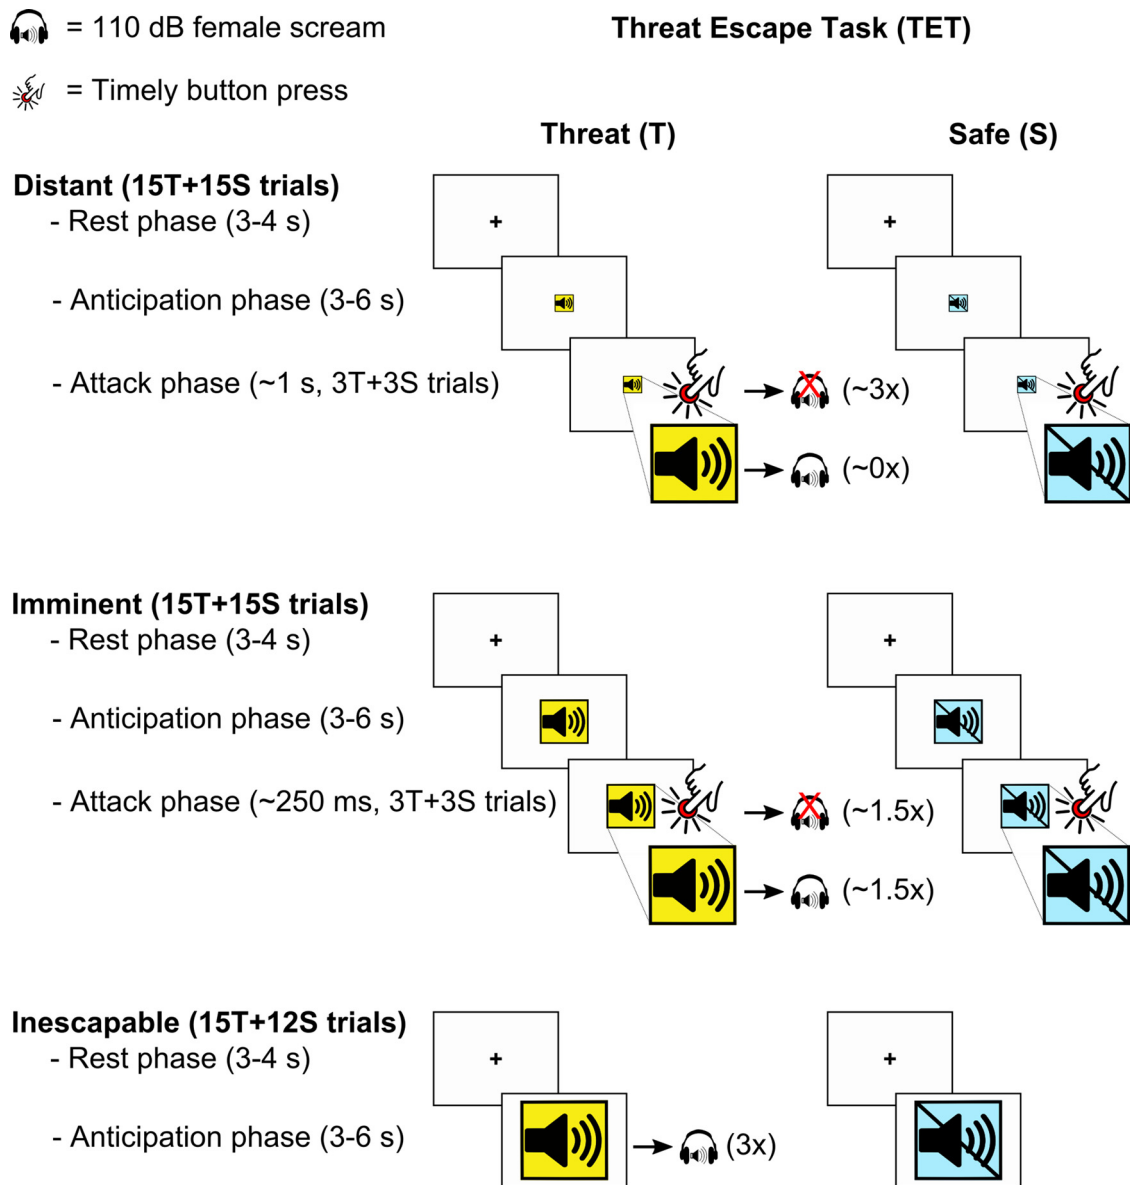 = 110 dB female scream
Threat Escape Task (TET)
= Timely button press
Threat (T)
Safe (S)
Distant (15T+15S trials)
- Rest phase (3-4 s)
+
+
- Anticipation phase (3-6 s)
- Attack phase (~1 s, 3T+3S trials)
(~3x)
(~0x)
Imminent (15T+15S trials)
- Rest phase (3-4 s)
+
+
- Anticipation phase (3-6 s)
- Attack phase (~250 ms, 3T+3S trials)
(~1.5x)
(~1.5x)
Inescapable (15T+12S trials)
- Rest phase (3-4 s)
+
+
- Anticipation phase (3-6 s)
(3x)